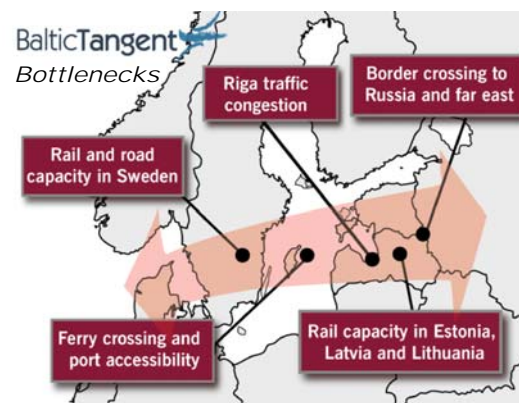 BalticTangent
Bottlenecks
Riga traffic
congestion
Border crossing to
Russia and far east
Rail and road
capacity in Sweden
Ferry crossing and
port accessibility
Rail capacity in Estonia,
Latvia and Lithuania